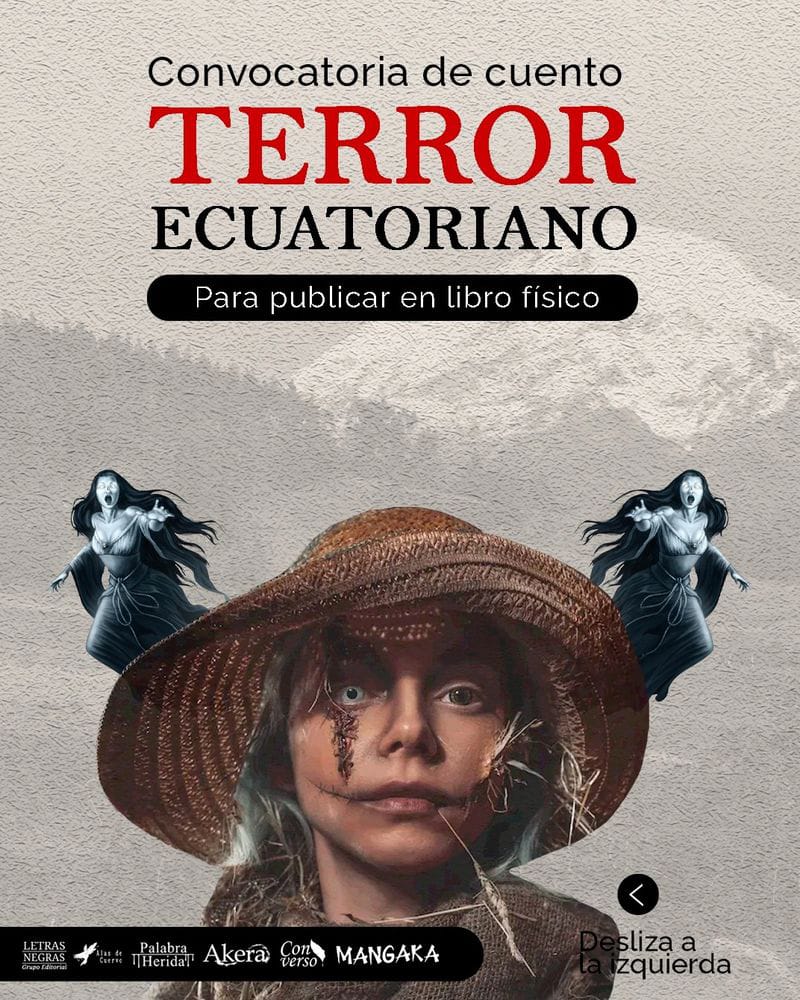 Convocatoria de cuento
TERROR
ECUATORIANO
Para publicar en libro físico
LETRAS
NEGRAS
Grupo Editorial
Alas de
Cuervo
Palabra
Herida
Akera
Con
verso
MANGAKA
Desliza a
la izquierda